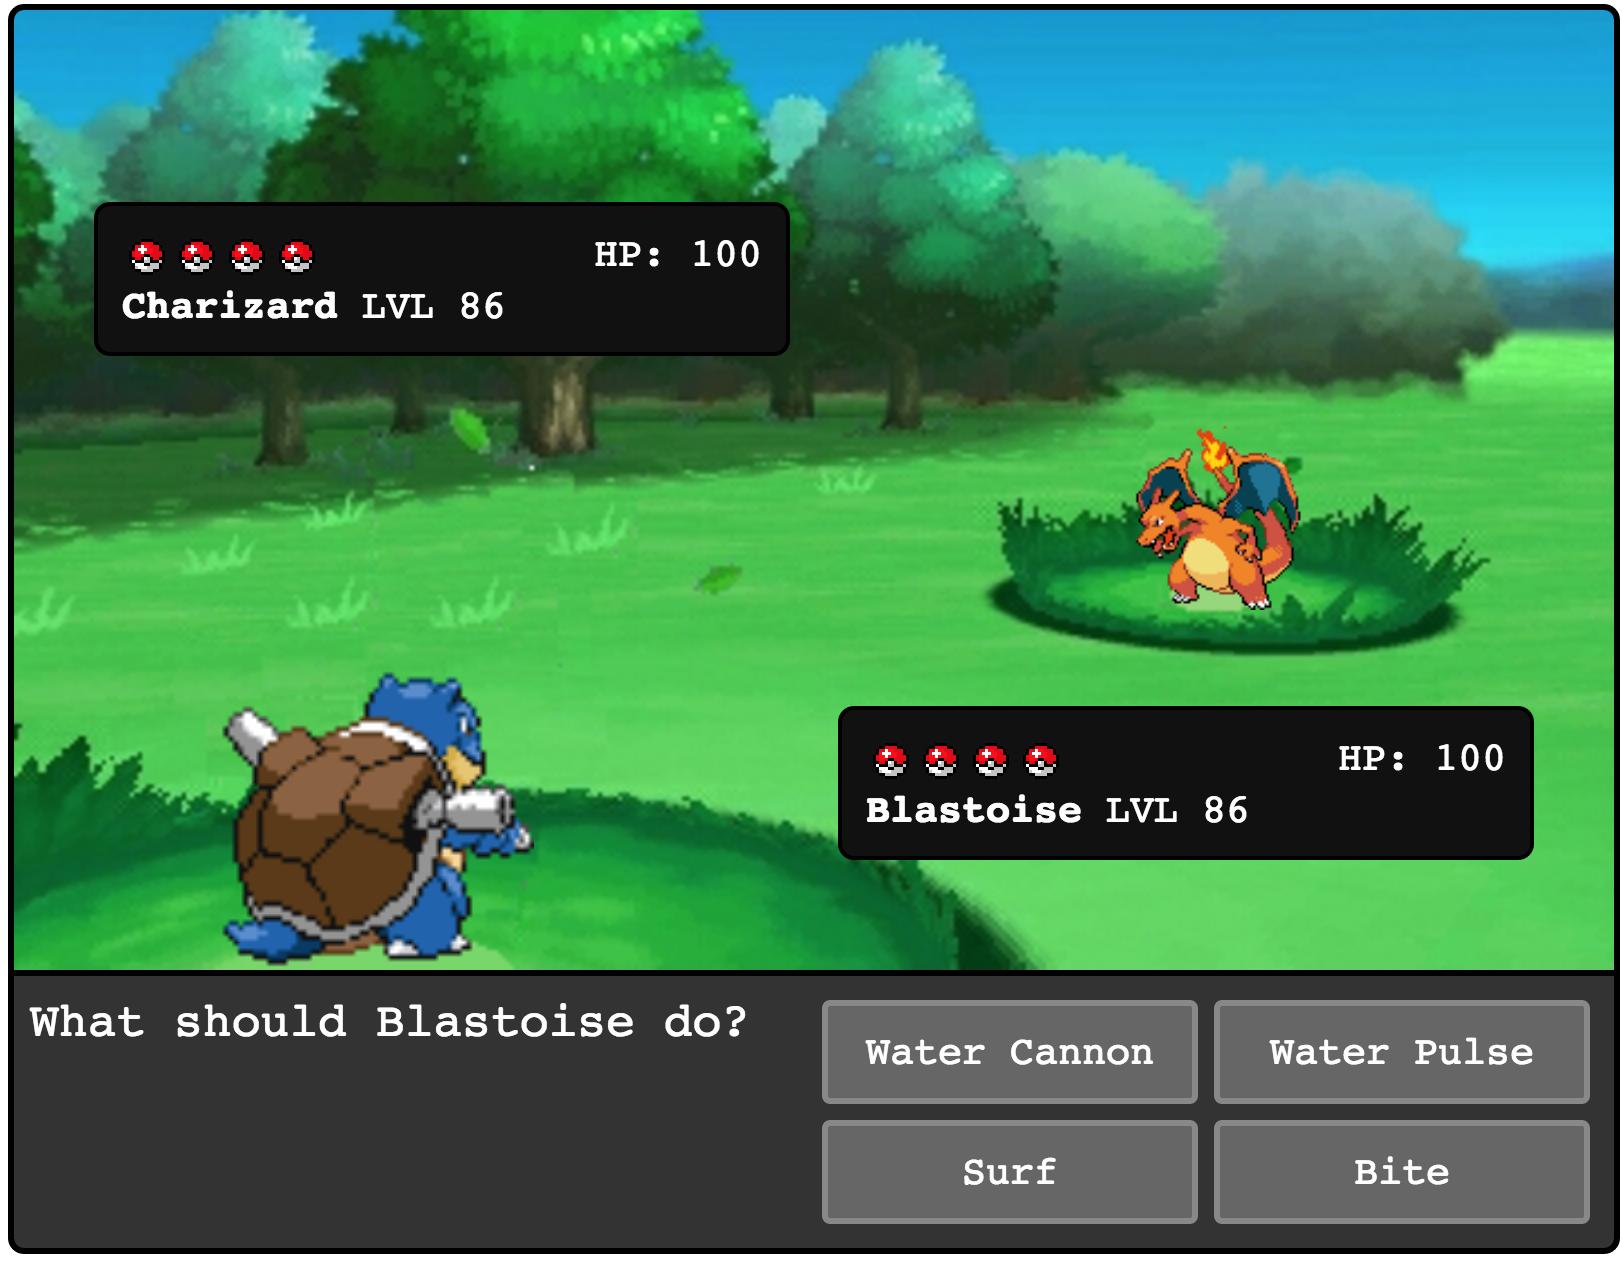 HP: 100
Charizard LVL 86
HP: 100
Blastoise LVL 86
What should Blastoise do?
Water Cannon
Water Pulse
Surf
Bite